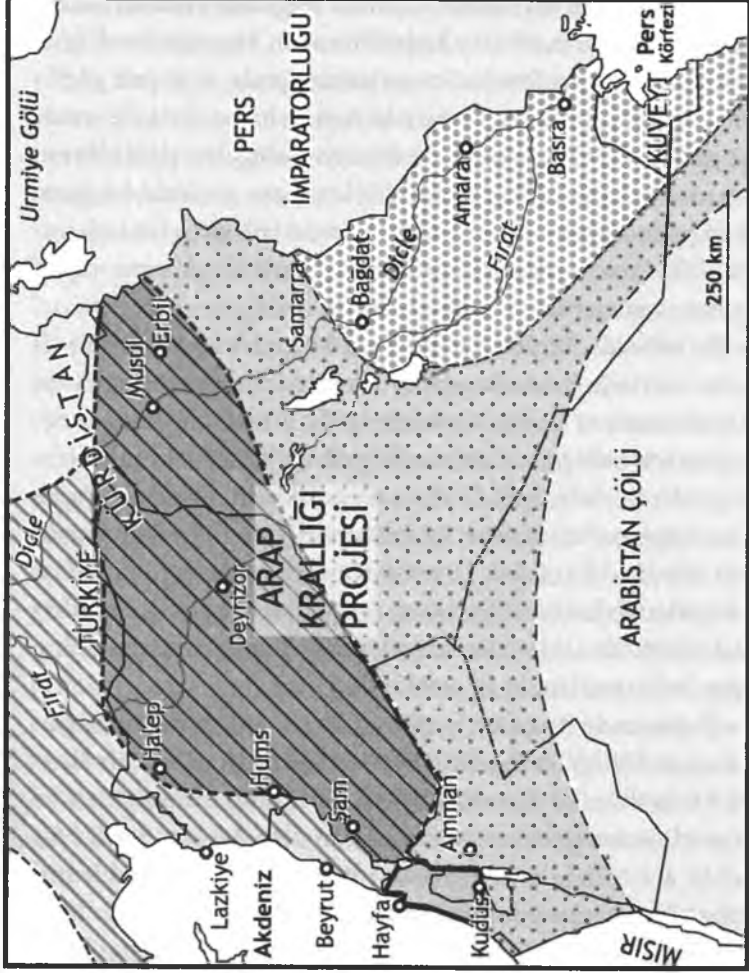 Urmiye Gölü
PERS
İMPARATORLUĞU
Pers
Körfezi
KUVEYT
Basra
Amara
Dicle
Fırat
Bagdat
Samarra
Erbil
Musul
KÜRDİSTAN
Dicle
TÜRKİYE
Fırat
Deyrizor
ARAP
KRALLIĞI
PROJESİ
Halep
Hums
Şam
Lazkiye
Akdeniz
Beyrut
Hayfa
Kudüs
Amman
MISIR
ARABİSTAN ÇÖLÜ
250 km